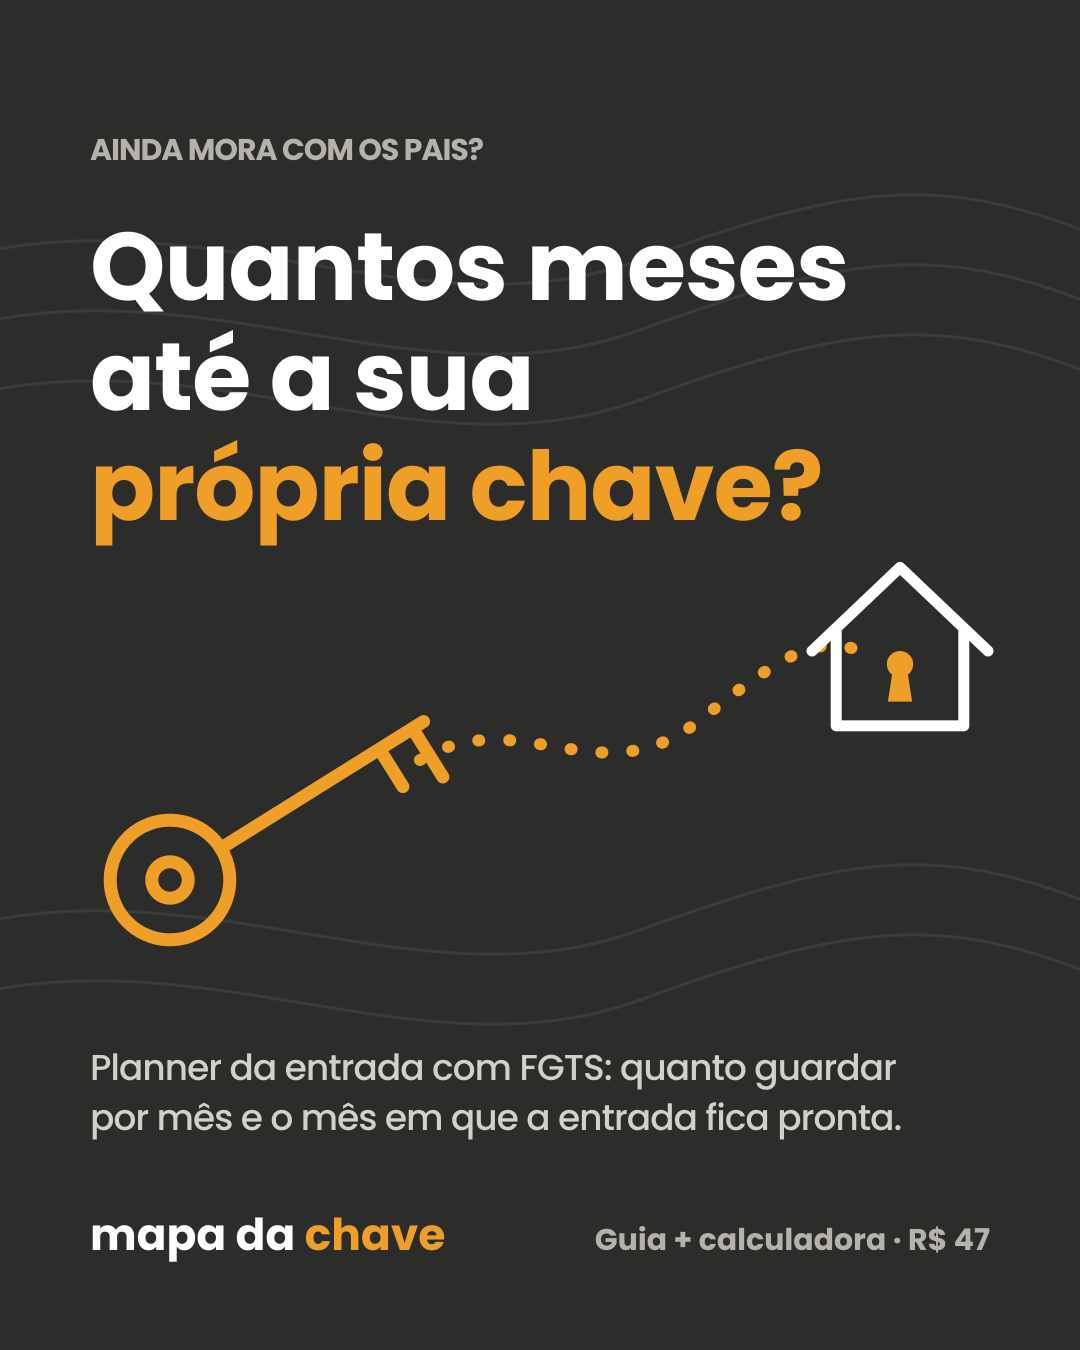 AINDA MORA COM OS PAIS?
Quantos meses
até a sua
própria chave?
Planner da entrada com FGTS: quanto guardar
por mês e o mês em que a entrada fica pronta.
mapa da chave
Guia + calculadora · R$ 47